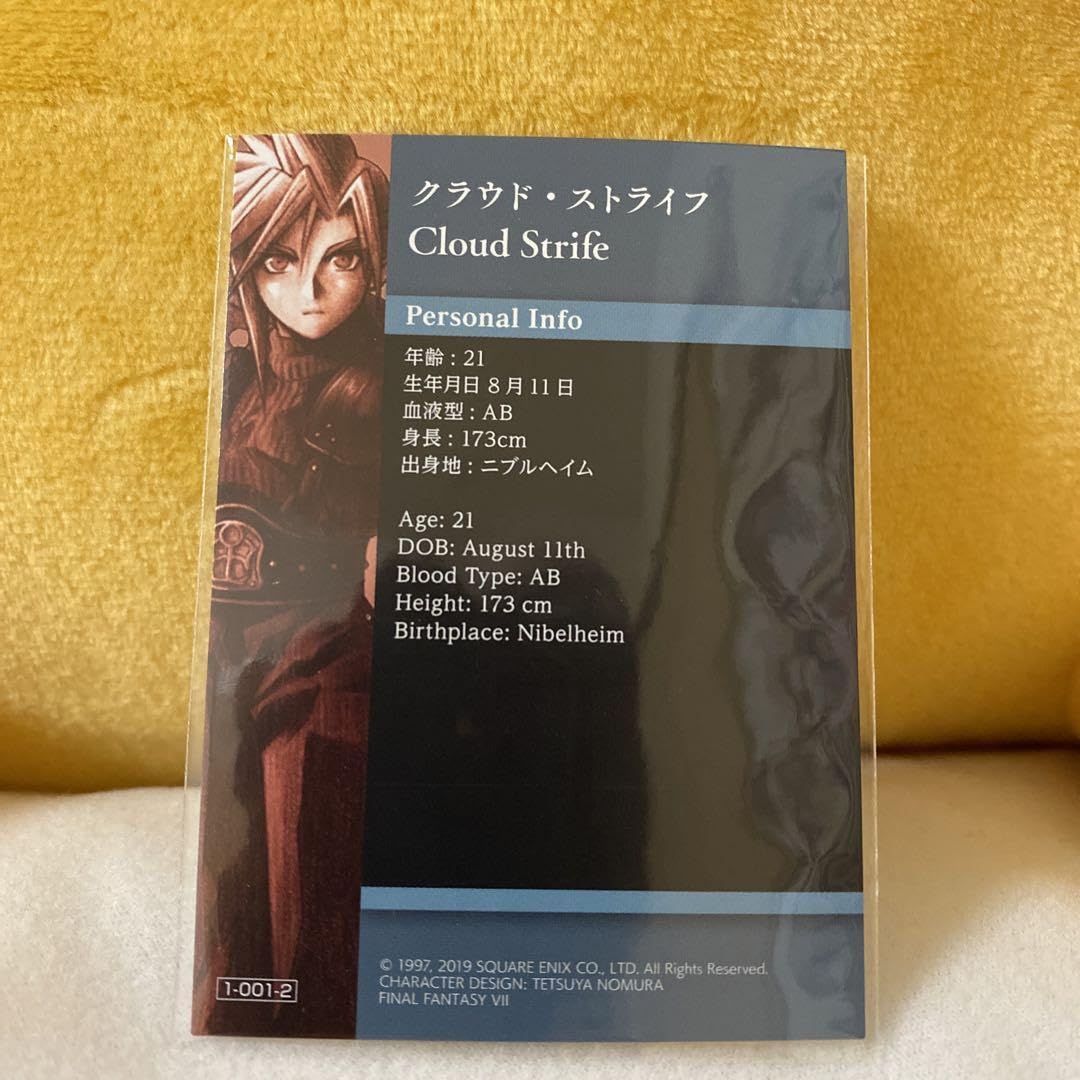 クラウド・ストライフ
Cloud Strife
Personal Info
年齢 : 21
生年月日 8 月 11 日
血液型 : AB
身長 : 173cm
出身地 : ニブルヘイム
Age: 21
DOB: August 11th
Blood Type: AB
Height: 173 cm
Birthplace: Nibelheim
© 1997, 2019 SQUARE ENIX CO., LTD. All Rights Reserved.
CHARACTER DESIGN: TETSUYA NOMURA
FINAL FANTASY VII
1-001-2